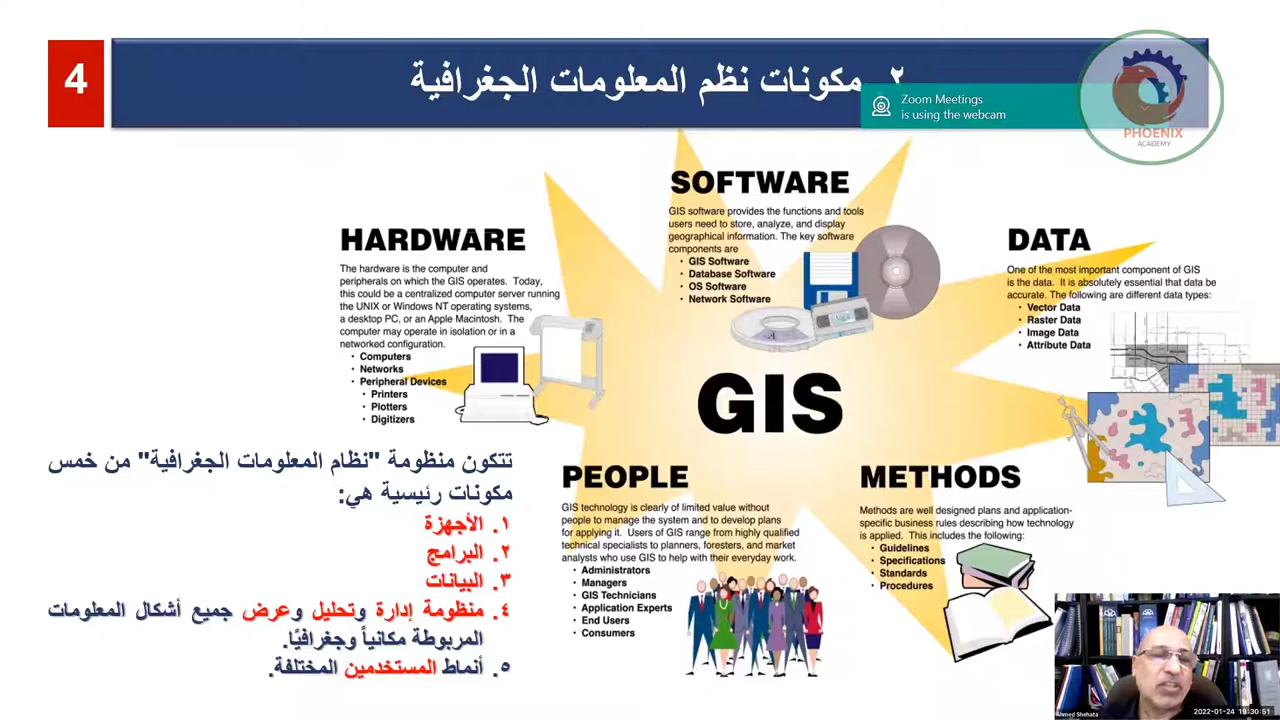 4
٢. مكونات نظم المعلومات الجغرافية
Zoom Meetings
is using the webcam
PHOENIX
ACADEMY
SOFTWARE
GIS software provides the functions and tools
users need to store, analyze, and display
geographical information. The key software
components are
• GIS Software
• Database Software
• OS Software
• Network Software
HARDWARE
The hardware is the computer and
peripherals on which the GIS operates. Today,
this could be a centralized computer server running
the UNIX or Windows NT operating systems,
a desktop PC, or an Apple Macintosh. The
computer may operate in isolation or in a
networked configuration.
• Computers
• Networks
• Peripheral Devices
• Printers
• Plotters
• Digitizers
DATA
One of the most important component of GIS
is the data. It is absolutely essential that data be
accurate. The following are different data types:
• Vector Data
• Raster Data
• Image Data
• Attribute Data
GIS
تتكون منظومة "نظام المعلومات الجغرافية" من خمس
مكونات رئيسية هي:
١. الأجهزة
٢. البرامج
٣. البيانات
٤. منظومة إدارة وتحليل وعرض جميع أشكال المعلومات
المربوطة مكانياً وجغرافيًا.
٥. أنماط المستخدمين المختلفة.
PEOPLE
GIS technology is clearly of limited value without
people to manage the system and to develop plans
for applying it. Users of GIS range from highly qualified
technical specialists to planners, foresters, and market
analysts who use GIS to help with their everyday work.
• Administrators
• Managers
• GIS Technicians
• Application Experts
• End Users
• Consumers
METHODS
Methods are well designed plans and application-
specific business rules describing how technology
is applied. This includes the following:
• Guidelines
• Specifications
• Standards
• Procedures
Ahmed Shehata
2022-01-24 19:30:51